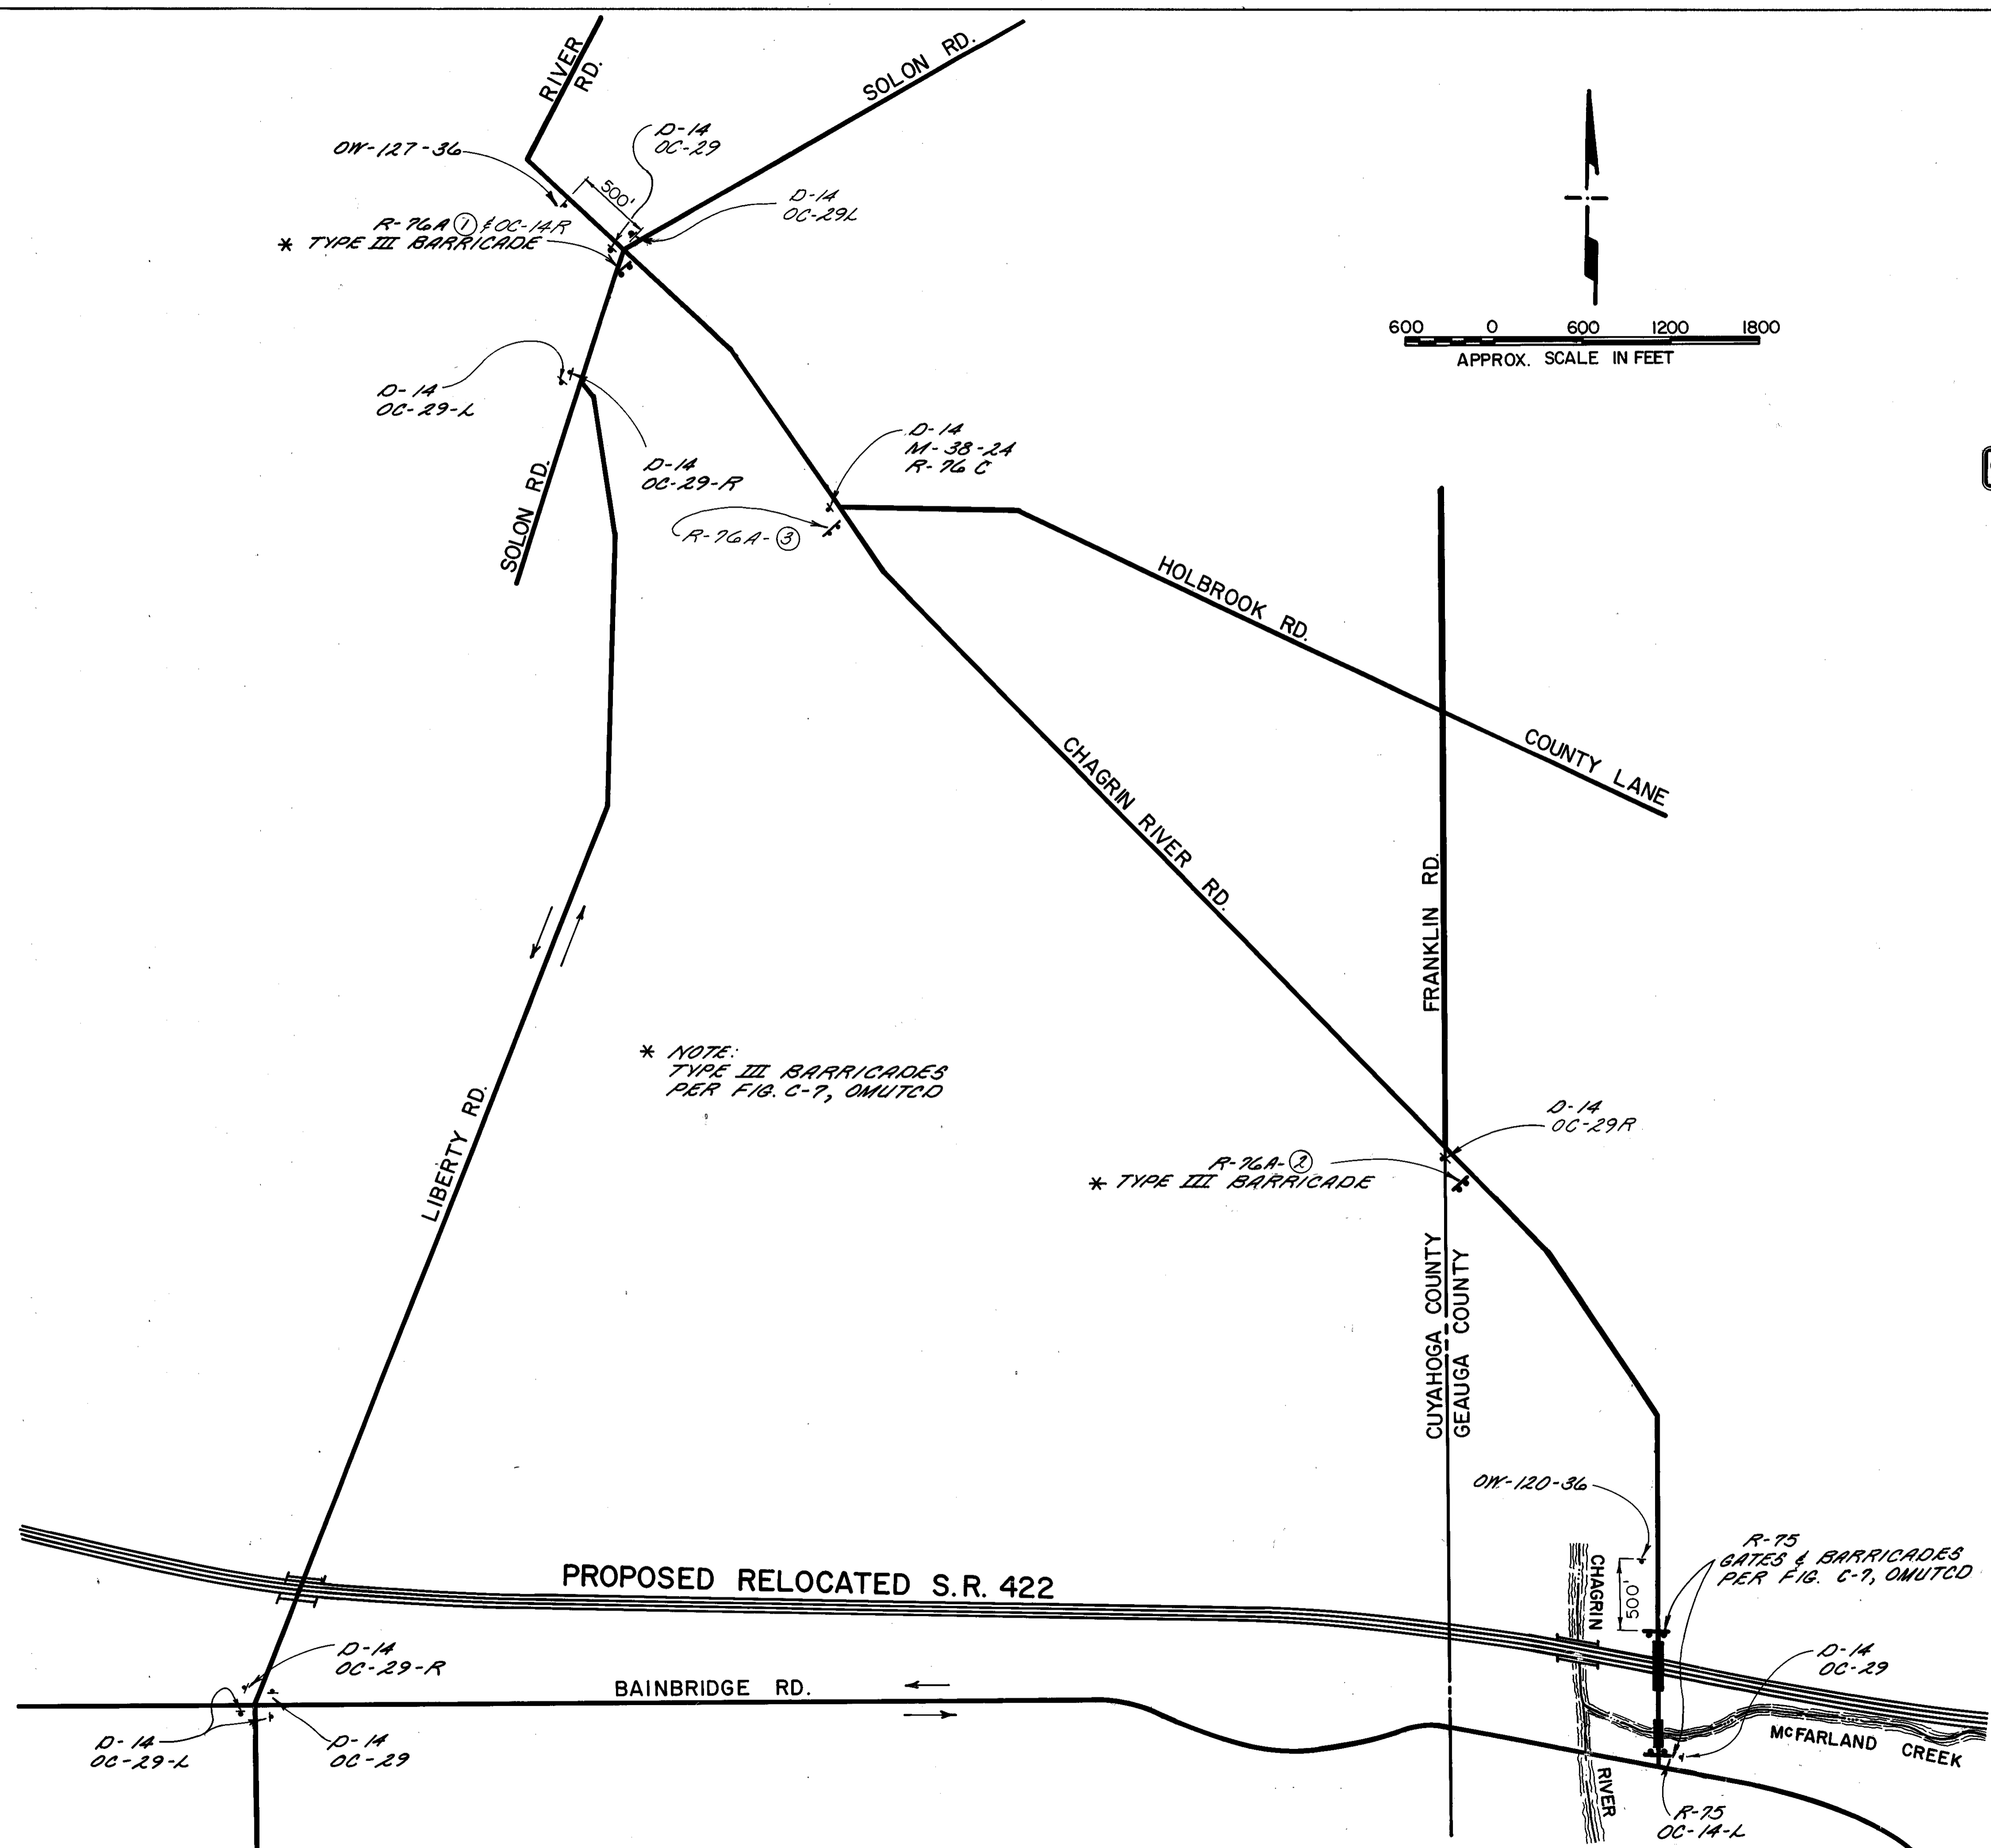 RIVER
RD.
SOLON RD.
D-14
OC-29
OW-127-36
500'
D-14
OC-29L
R-76A ① & OC-14R
* TYPE III BARRICADE
600 0 600 1200 1800
APPROX. SCALE IN FEET
D-14
OC-29-L
D-14
OC-29-R
SOLON RD.
D-14
M-38-24
R-76 C
R-76A-③
HOLBROOK RD.
COUNTY LANE
CHAGRIN RIVER RD.
FRANKLIN RD.
* NOTE:
TYPE III BARRICADES
PER FIG. C-7, OMUTCD
LIBERTY RD.
D-14
OC-29R
R-76A-②
* TYPE III BARRICADE
CUYAHOGA COUNTY
GEAUGA COUNTY
OW-120-36
R-75
GATES & BARRICADES
PER FIG. C-7, OMUTCD
CHAGRIN
500'
PROPOSED RELOCATED S.R. 422
D-14
OC-29-R
D-14
OC-29
BAINBRIDGE RD.
D-14
OC-29-L
D-14
OC-29
McFARLAND CREEK
RIVER
R-75
OC-14-L